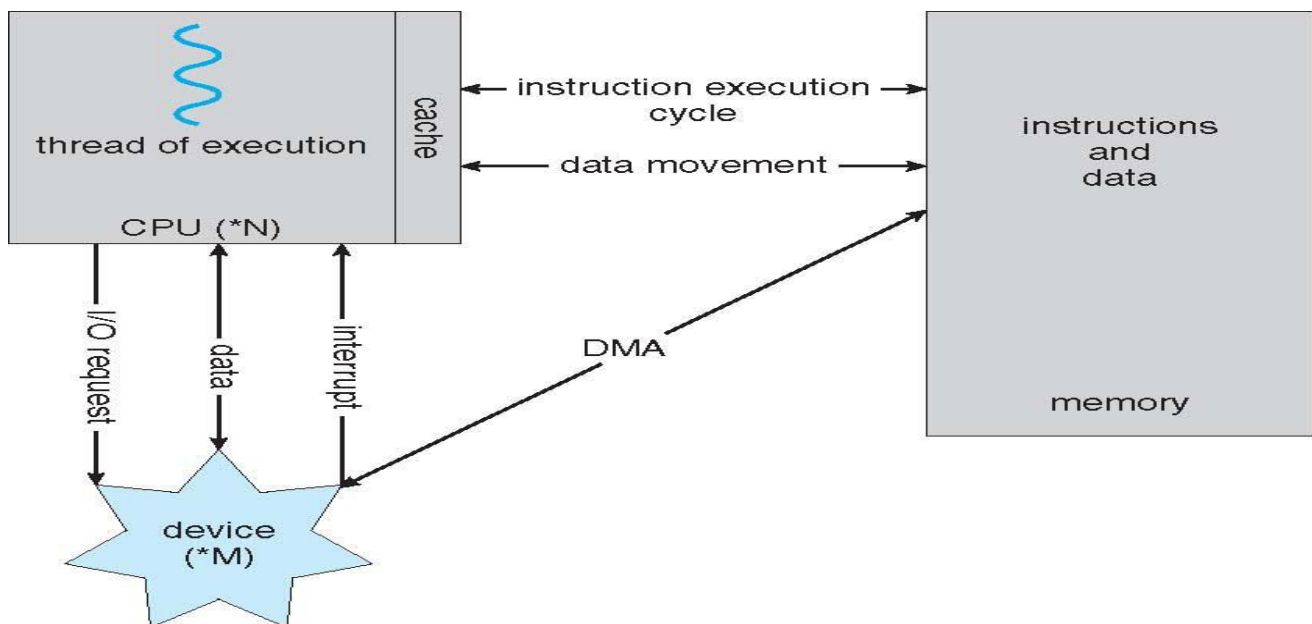 thread of execution
CPU (*N)
cache
instruction execution
cycle
data movement
instructions
and
data
memory
I/O request
data
interrupt
DMA
device
(*M)